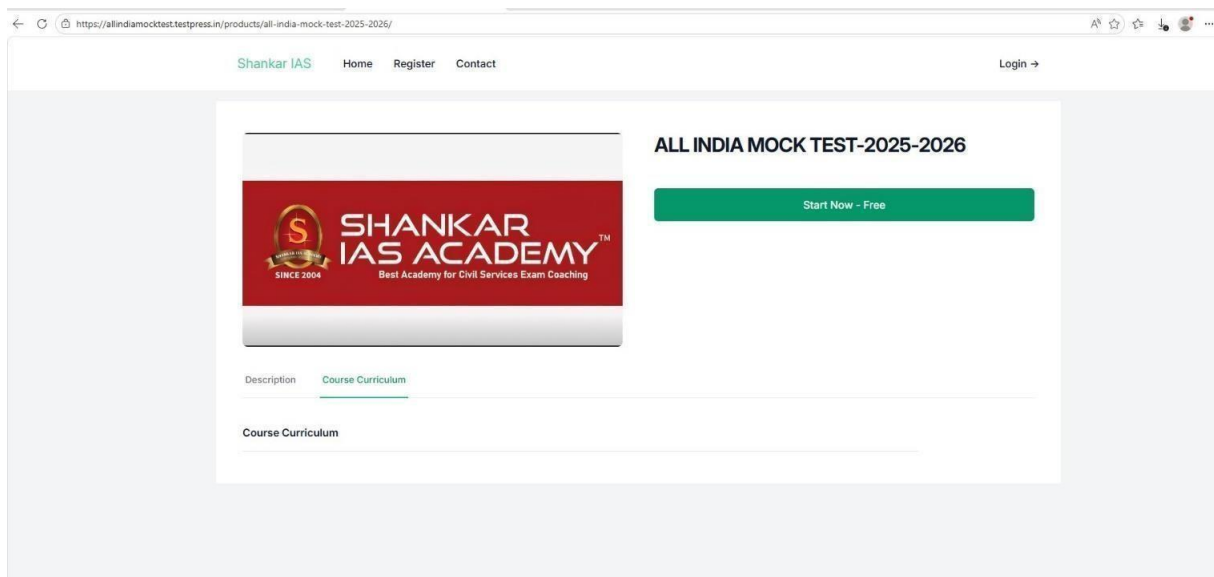 https://allindiamocktest.testpress.in/products/all-india-mock-test-2025-2026/
Shankar IAS Home Register Contact Login →
ALL INDIA MOCK TEST-2025-2026
Start Now - Free
S
SHANKAR
IAS ACADEMY™
SINCE 2004 Best Academy for Civil Services Exam Coaching
Description Course Curriculum
Course Curriculum